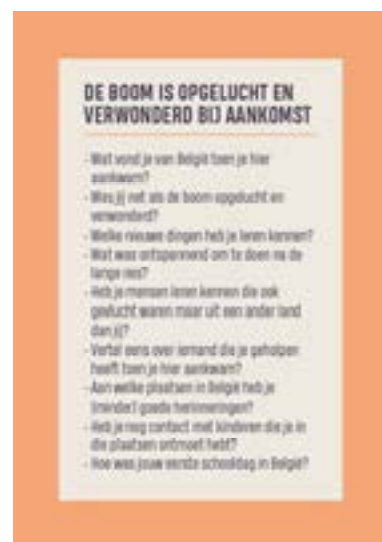 DE BOOM IS OPGELUCHT EN
VERWONDERD BIJ AANKOMST
- Wat vond je van België toen je hier
aankwam?
- Was jij net als de boom opgelucht en
verwonderd?
- Welke nieuwe dingen heb je leren kennen?
- Wat was ontspannend om te doen na de
lange reis?
- Heb je mensen leren kennen die ook
gevlucht waren maar uit een ander land
dan jij?
- Vertel eens over iemand die je geholpen
heeft toen je hier aankwam?
- Aan welke plaatsen in België heb je
(minder) goede herinneringen?
- Heb je nog contact met kinderen die je in
die plaatsen ontmoet hebt?
- Hoe was jouw eerste schooldag in België?